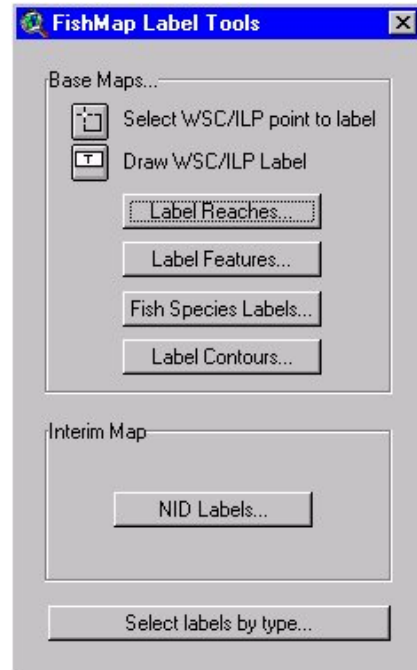 FishMap Label Tools
Base Maps...
Select WSC/ILP point to label
T
Draw WSC/ILP Label
Label Reaches...
Label Features...
Fish Species Labels...
Label Contours...
Interim Map
NID Labels...
Select labels by type...